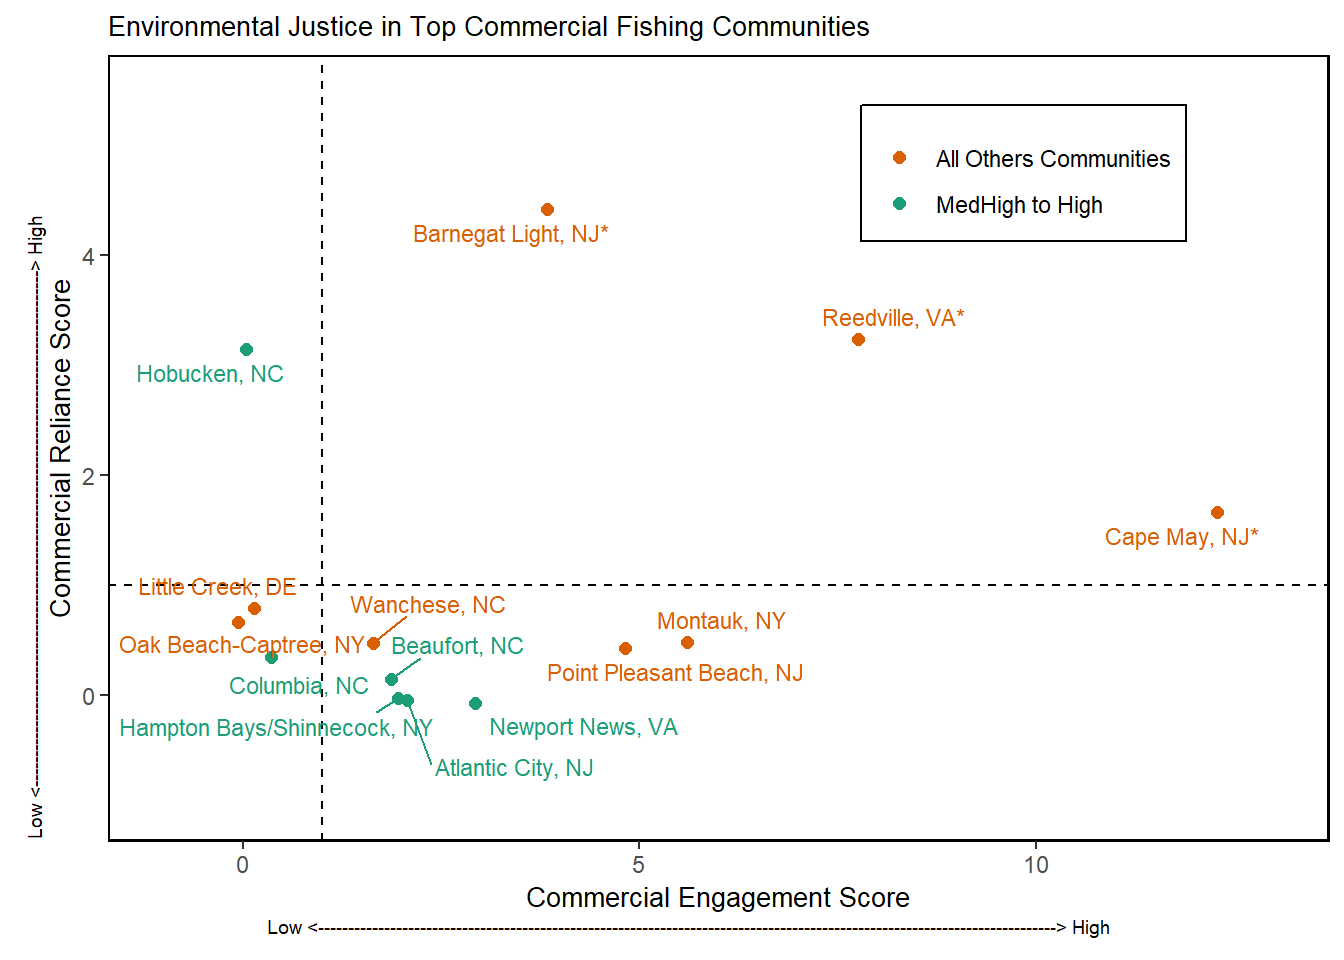 Environmental Justice in Top Commercial Fishing Communities
All Others Communities
MedHigh to High
Barnegat Light, NJ*
Reedville, VA*
Hobucken, NC
Cape May, NJ*
Little Creek, DE
Wanchese, NC
Montauk, NY
Oak Beach-Captree, NY
Beaufort, NC
Point Pleasant Beach, NJ
Columbia, NC
Hampton Bays/Shinnecock, NY
Newport News, VA
Atlantic City, NJ
4
2
0
Commercial Reliance Score
Low <----------------------------------------------------------------------------------------> High
0 5 10
Commercial Engagement Score
Low <---------------------------------------------------------------------------------------------------------------------------> High